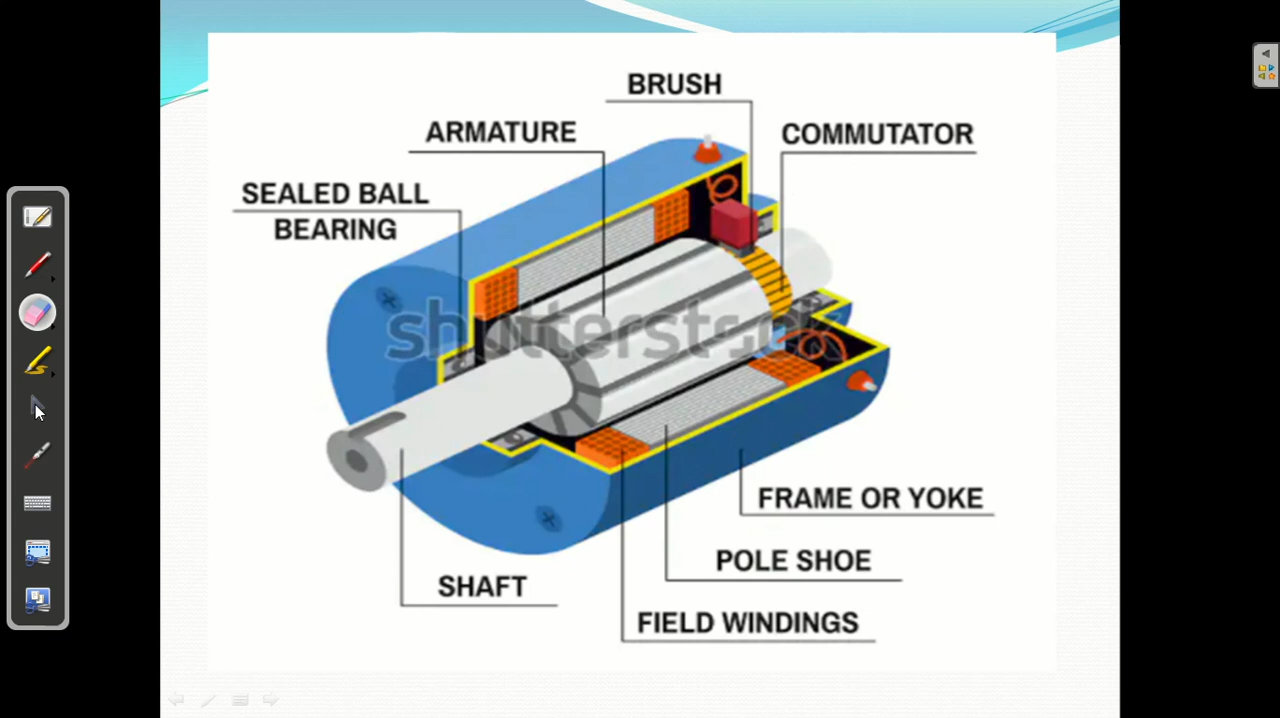 BRUSH
ARMATURE
COMMUTATOR
SEALED BALL
BEARING
shutterstock
FRAME OR YOKE
POLE SHOE
SHAFT
FIELD WINDINGS